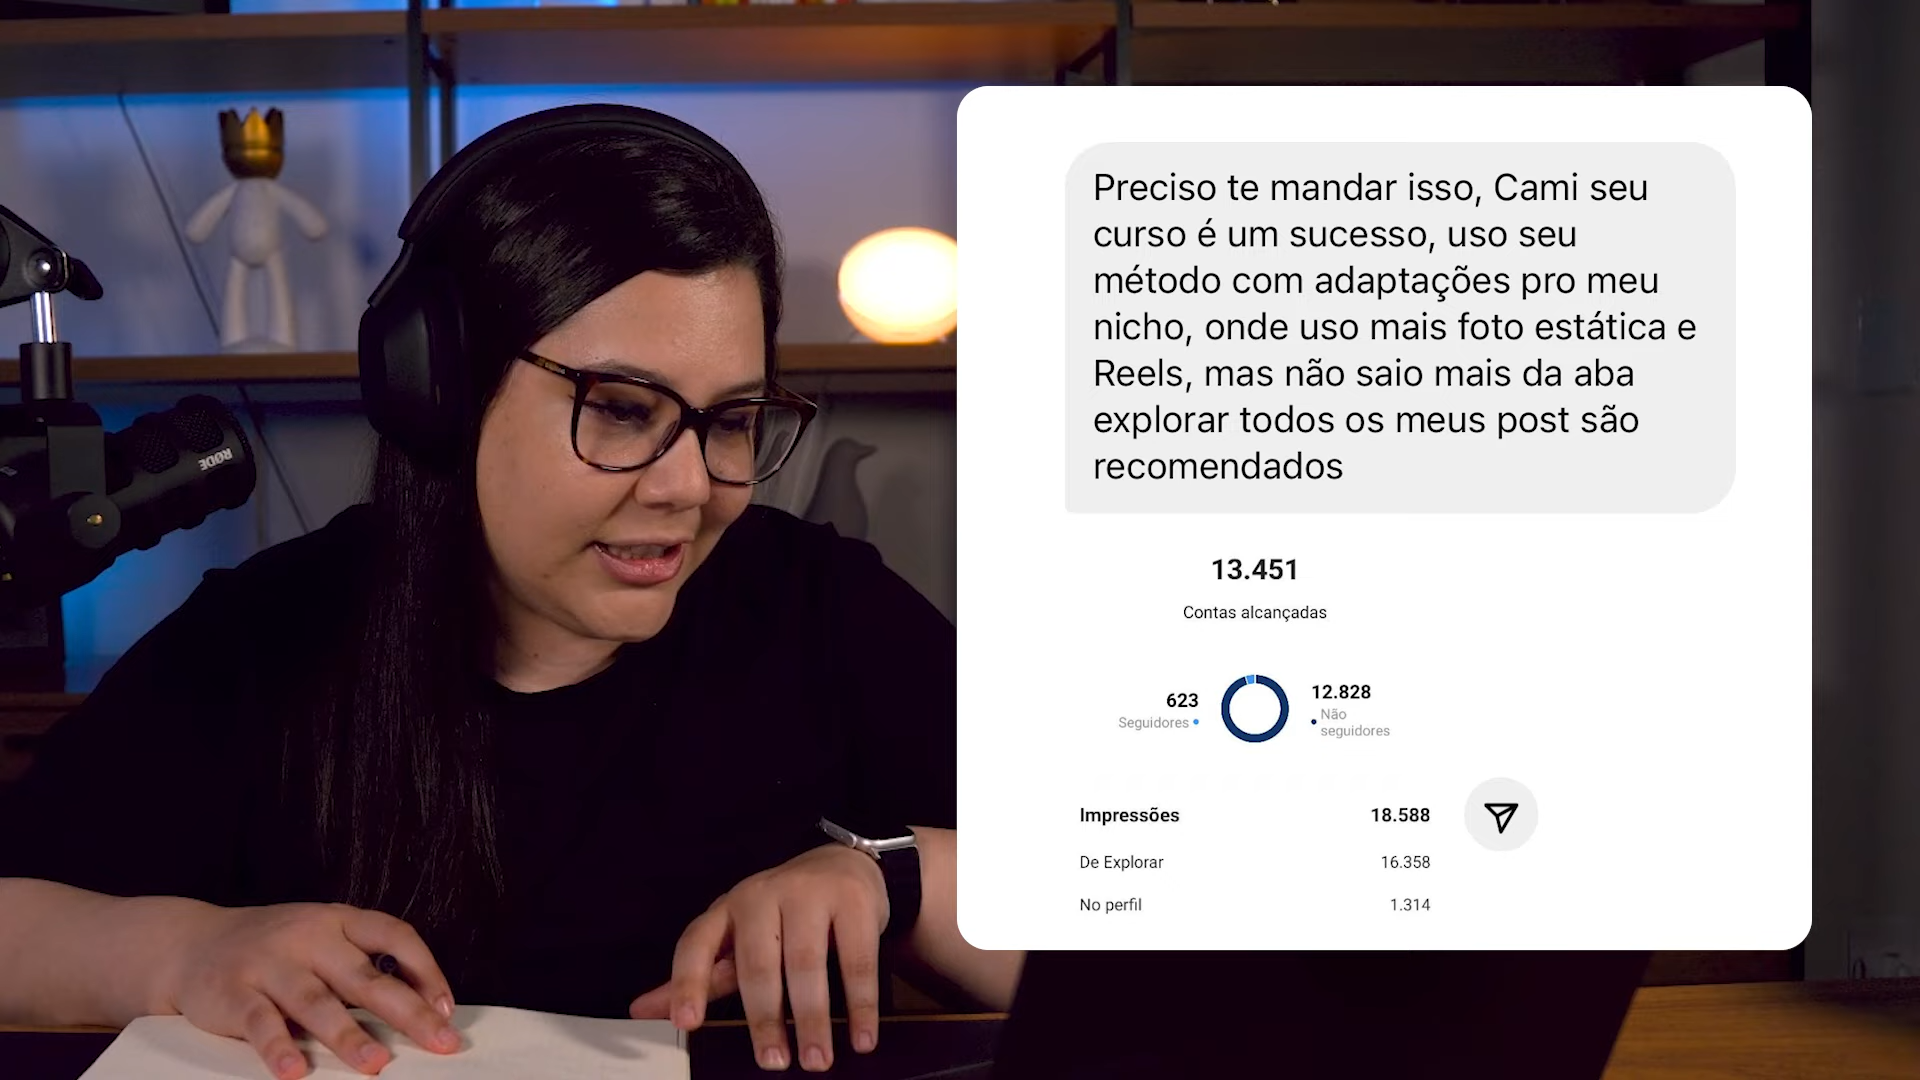 RØDE
Preciso te mandar isso, Cami seu
curso é um sucesso, uso seu
método com adaptações pro meu
nicho, onde uso mais foto estática e
Reels, mas não saio mais da aba
explorar todos os meus post são
recomendados
13.451
Contas alcançadas
623
Seguidores
12.828
Não
seguidores
Impressões 18.588
De Explorar 16.358
No perfil 1.314